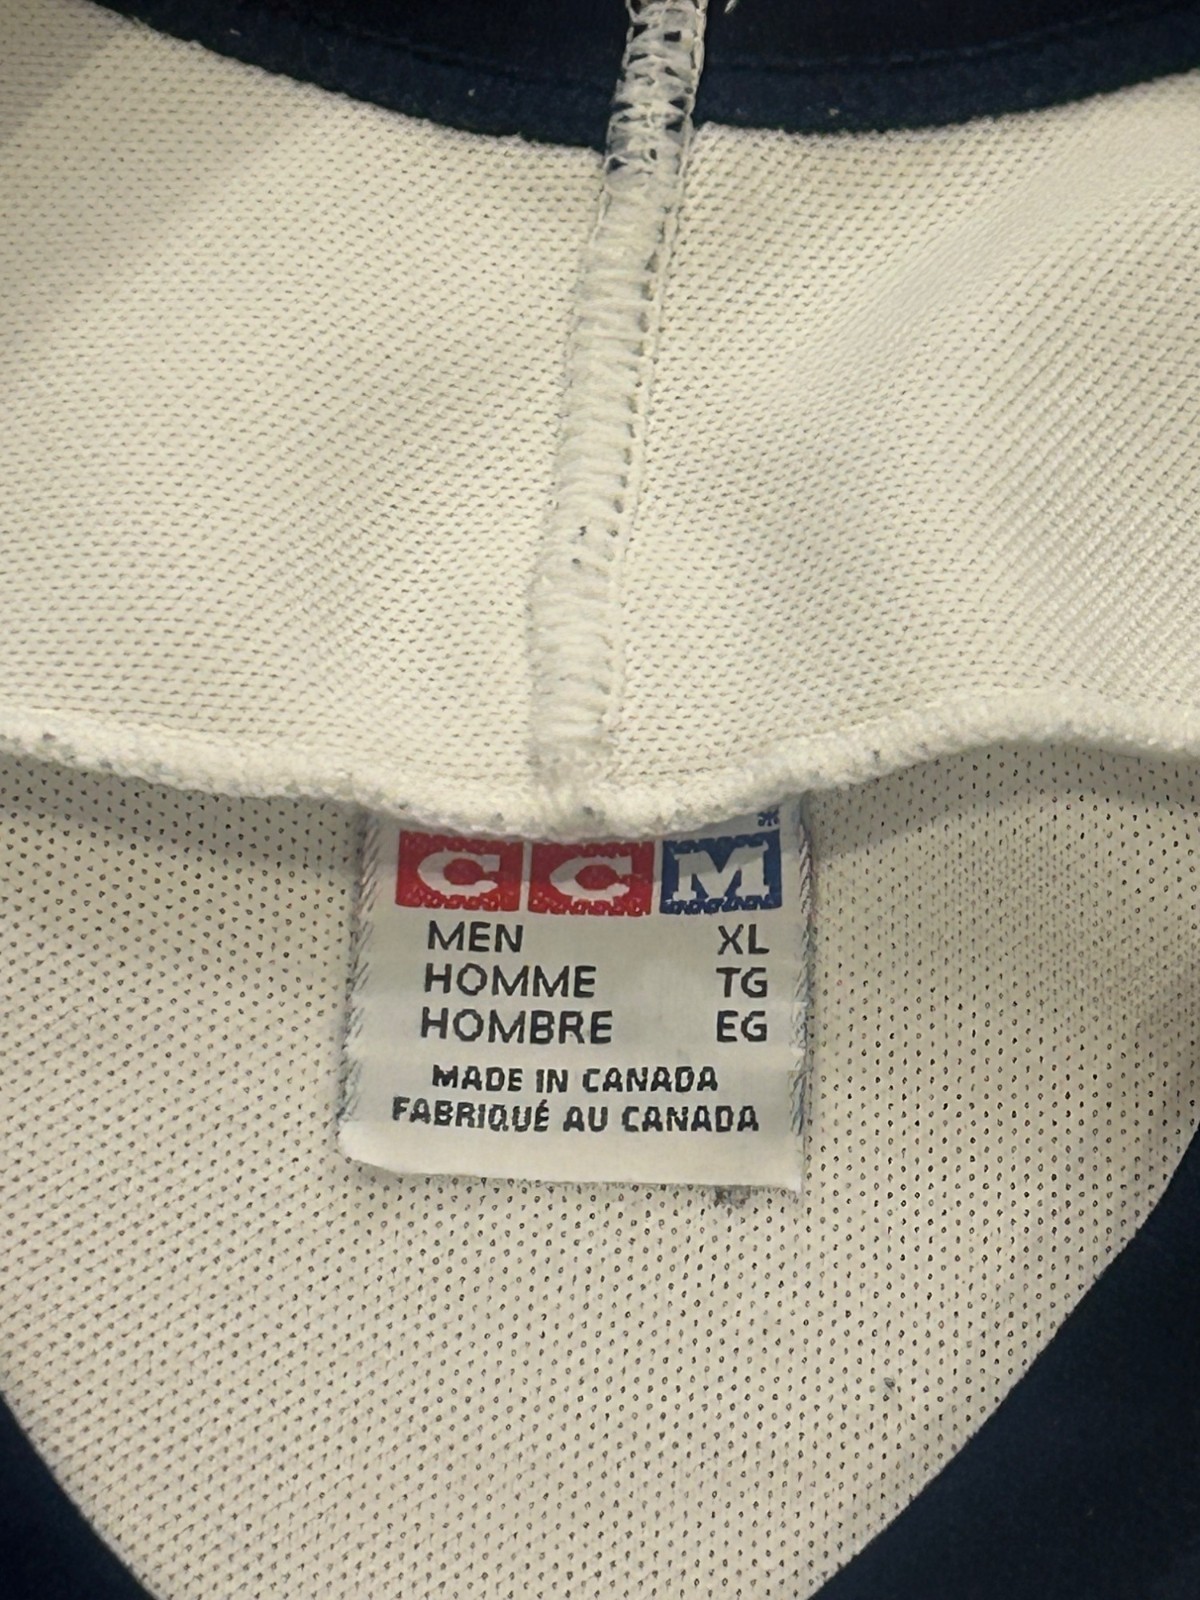 CCM
MEN XL
HOMME TG
HOMBRE EG
MADE IN CANADA
FABRIQUÉ AU CANADA